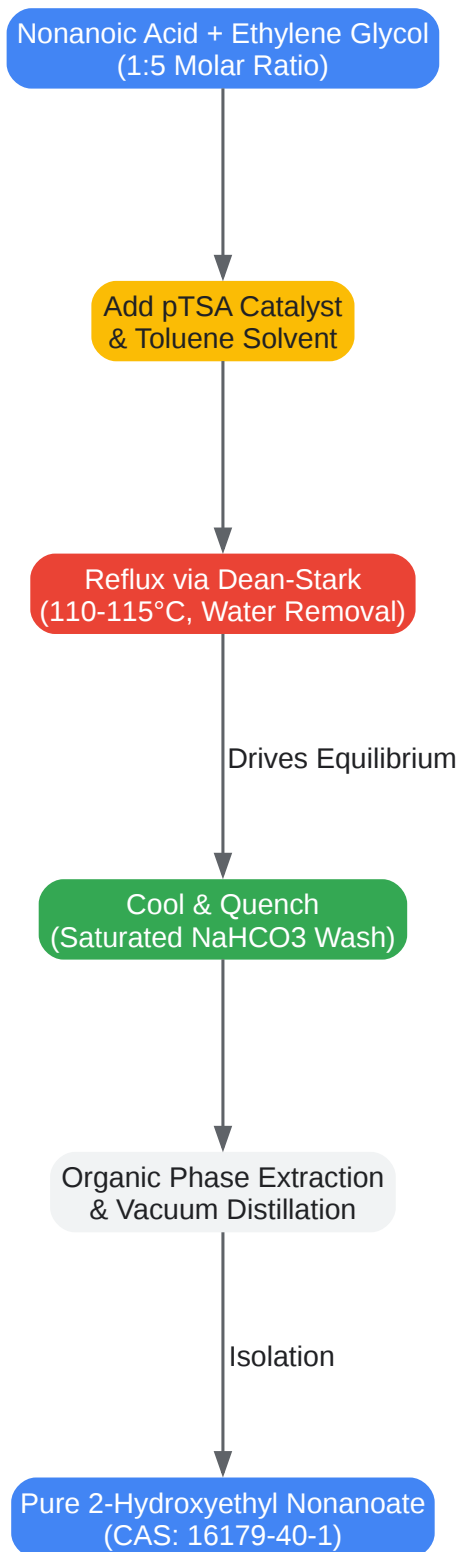 Nonanoic Acid + Ethylene Glycol
(1:5 Molar Ratio)
Add pTSA Catalyst
& Toluene Solvent
Reflux via Dean-Stark
(110-115°C, Water Removal)
Drives Equilibrium
Cool & Quench
(Saturated NaHCO3 Wash)
Organic Phase Extraction
& Vacuum Distillation
Isolation
Pure 2-Hydroxyethyl Nonanoate
(CAS: 16179-40-1)